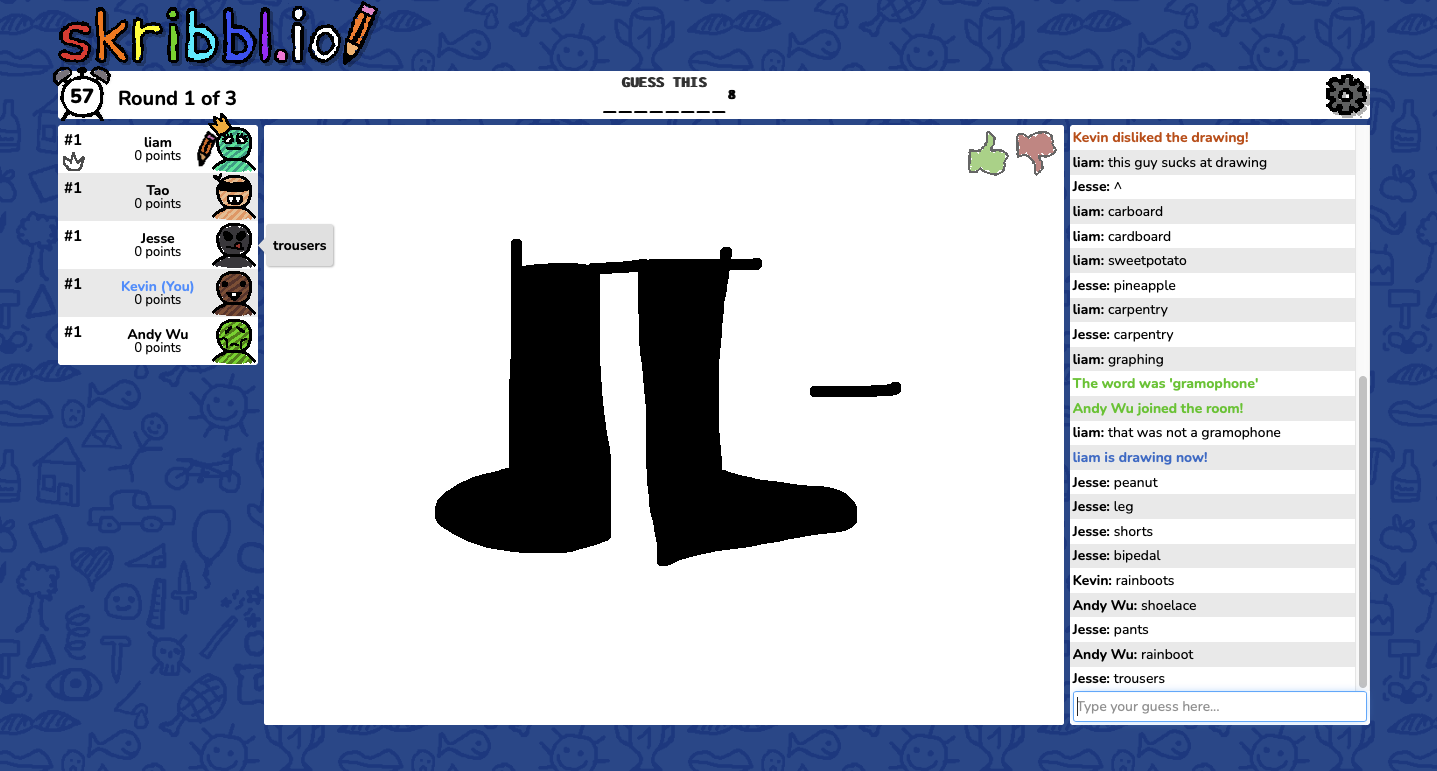 skribbl.io
57
Round 1 of 3
GUESS THIS
________ 8
#1
liam
0 points
#1
Tao
0 points
#1
Jesse
0 points
trousers
#1
Kevin (You)
0 points
#1
Andy Wu
0 points
Kevin disliked the drawing!
liam: this guy sucks at drawing
Jesse: ^
liam: carboard
liam: cardboard
liam: sweetpotato
Jesse: pineapple
liam: carpentry
Jesse: carpentry
liam: graphing
The word was 'gramophone'
Andy Wu joined the room!
liam: that was not a gramophone
liam is drawing now!
Jesse: peanut
Jesse: leg
Jesse: shorts
Jesse: bipedal
Kevin: rainboots
Andy Wu: shoelace
Jesse: pants
Andy Wu: rainboot
Jesse: trousers
Type your guess here...